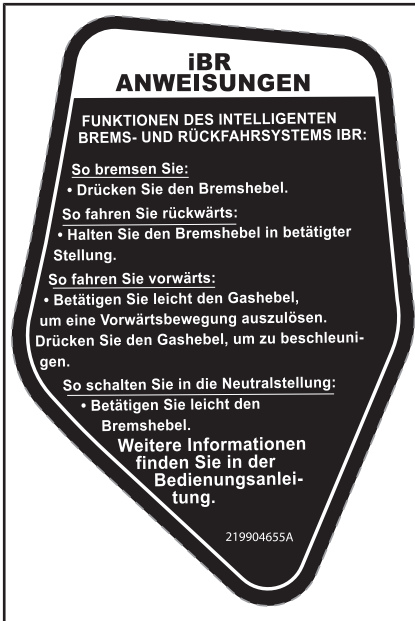 iBR
ANWEISUNGEN
FUNKTIONEN DES INTELLIGENTEN
BREMS- UND RÜCKFAHRSYSTEMS IBR:
So bremsen Sie:
• Drücken Sie den Bremshebel.
So fahren Sie rückwärts:
• Halten Sie den Bremshebel in betätigter
Stellung.
So fahren Sie vorwärts:
• Betätigen Sie leicht den Gashebel,
um eine Vorwärtsbewegung auszulösen.
Drücken Sie den Gashebel, um zu beschleuni-
gen.
So schalten Sie in die Neutralstellung:
• Betätigen Sie leicht den
Bremshebel.
Weitere Informationen
finden Sie in der
Bedienungsanlei-
tung.
219904655A